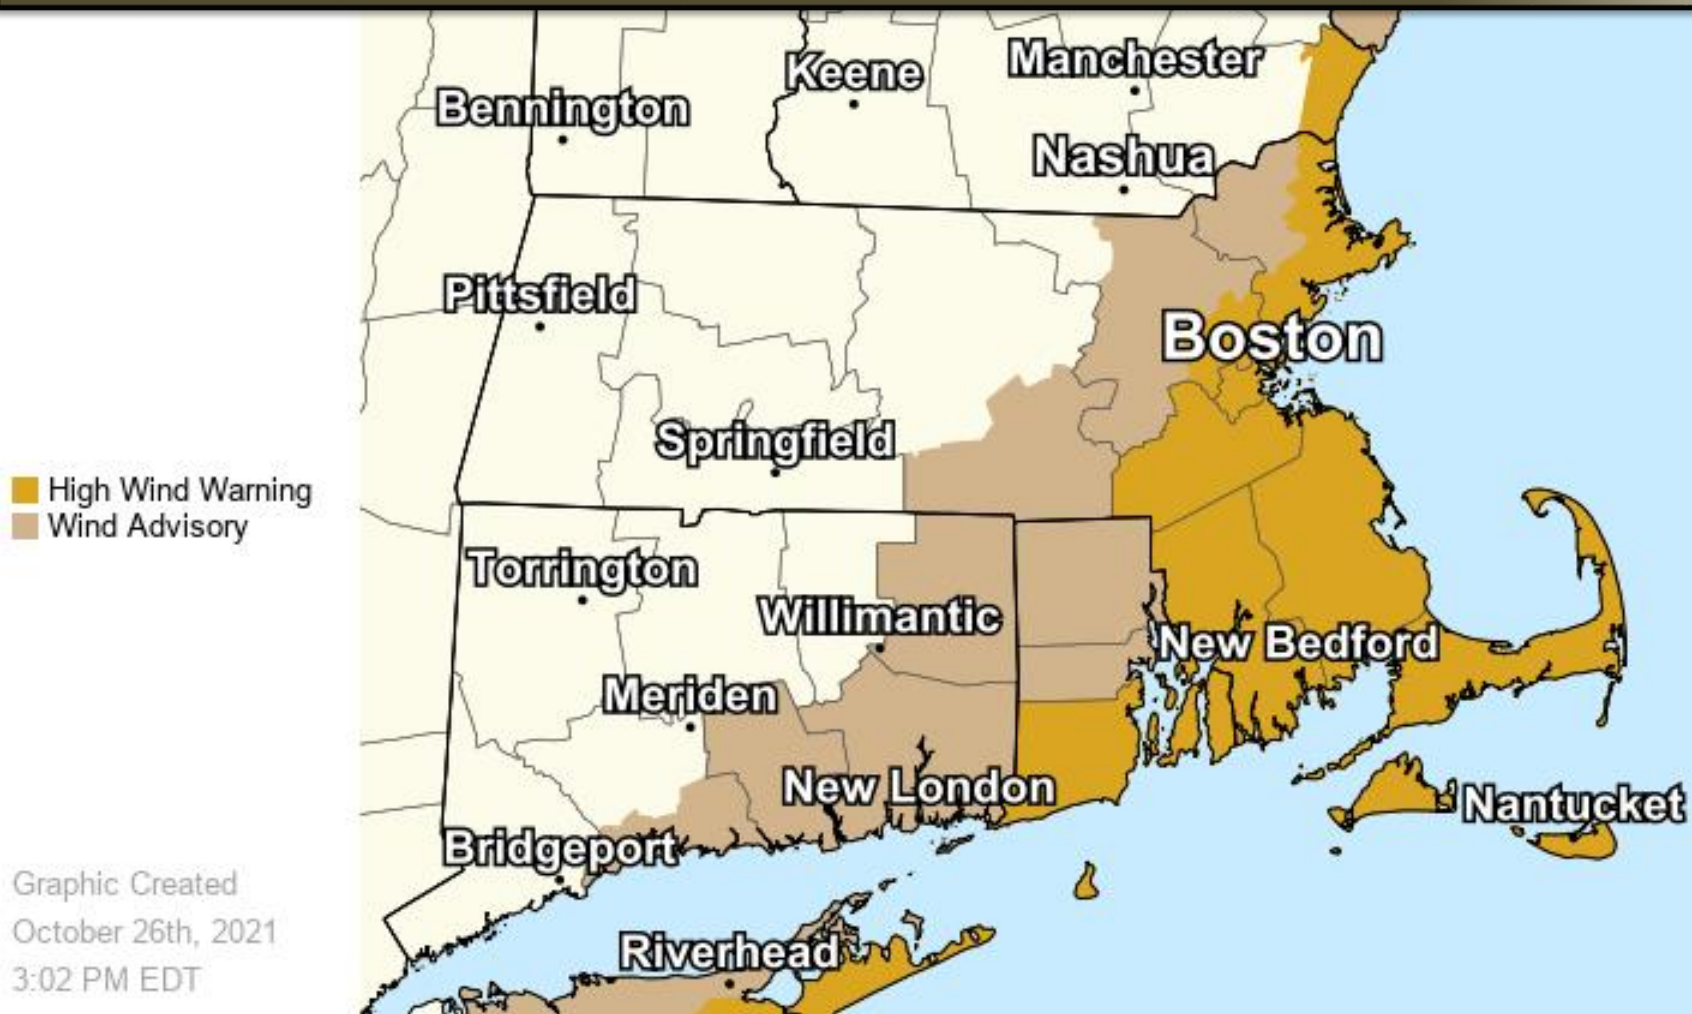 Keene
Manchester
Bennington
Nashua
Pittsfield
Boston
Springfield
High Wind Warning
Wind Advisory
Torrington
Willimantic
New Bedford
Meriden
New London
Nantucket
Bridgeport
Graphic Created
October 26th, 2021
3:02 PM EDT
Riverhead